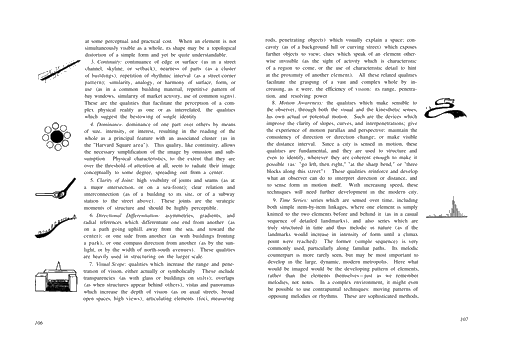 at some perceptual and practical cost. When an element is not
simultaneously visible as a whole, its shape may be a topological
distortion of a simple form and yet be quite understandable.
3. Continuity: continuance of edge or surface (as in a street
channel, skyline, or setback); nearness of parts (as a cluster
of buildings); repetition of rhythmic interval (as a street-corner
pattern); similarity, analogy, or harmony of surface, form, or
use (as in a common building material, repetitive pattern of
bay windows, similarity of market activity, use of common signs).
These are the qualities that facilitate the perception of a com-
plex physical reality as one or as interrelated, the qualities
which suggest the bestowing of single identity.
4. Dominance: dominance of one part over others by means
of size, intensity, or interest, resulting in the reading of the
whole as a principal feature with an associated cluster (as in
the "Harvard Square area"). This quality, like continuity, allows
the necessary simplification of the image by omission and sub-
sumption. Physical characteristics, to the extent that they are
over the threshold of attention at all, seem to radiate their image
conceptually to some degree, spreading out from a center.
5. Clarity of Joint: high visibility of joints and seams (as at
a major intersection, or on a sea-front); clear relation and
interconnection (as of a building to its site, or of a subway
station to the street above). These joints are the strategic
moments of structure and should be highly perceptible.
6. Directional Differentiation: asymmetries, gradients, and
radial references which differentiate one end from another (as
on a path going uphill, away from the sea, and toward the
center); or one side from another (as with buildings fronting
a park); or one compass direction from another (as by the sun-
light, or by the width of north-south avenues). These qualities
are heavily used in structuring on the larger scale.
7. Visual Scope: qualities which increase the range and pene-
tration of vision, either actually or symbolically. These include
transparencies (as with glass or buildings on stilts); overlaps
(as when structures appear behind others); vistas and panoramas
which increase the depth of vision (as on axial streets, broad
open spaces, high views); articulating elements (foci, measuring
106
rods, penetrating objects) which visually explain a space; con-
cavity (as of a background hill or curving street) which exposes
farther objects to view; clues which speak of an element other-
wise invisible (as the sight of activity which is characteristic
of a region to come, or the use of characteristic detail to hint
at the proximity of another element). All these related qualities
facilitate the grasping of a vast and complex whole by in-
creasing, as it were, the efficiency of vision: its range, penetra-
tion, and resolving power.
8. Motion Awareness: the qualities which make sensible to
the observer, through both the visual and the kinesthetic senses,
his own actual or potential motion. Such are the devices which
improve the clarity of slopes, curves, and interpenetrations; give
the experience of motion parallax and perspective; maintain the
consistency of direction or direction change; or make visible
the distance interval. Since a city is sensed in motion, these
qualities are fundamental, and they are used to structure and
even to identify, wherever they are coherent enough to make it
possible (as: "go left, then right," "at the sharp bend," or "three
blocks along this street"). These qualities reinforce and develop
what an observer can do to interpret direction or distance, and
to sense form in motion itself. With increasing speed, these
techniques will need further development in the modern city.
9. Time Series: series which are sensed over time, including
both simple item-by-item linkages, where one element is simply
knitted to the two elements before and behind it (as in a casual
sequence of detailed landmarks), and also series which are
truly structured in time and thus melodic in nature (as if the
landmarks would increase in intensity of form until a climax
point were reached). The former (simple sequence) is very
commonly used, particularly along familiar paths. Its melodic
counterpart is more rarely seen, but may be most important to
develop in the large, dynamic, modern metropolis. Here what
would be imaged would be the developing pattern of elements,
rather than the elements themselves—just as we remember
melodies, not notes. In a complex environment, it might even
be possible to use contrapuntal techniques: moving patterns of
opposing melodies or rhythms. These are sophisticated methods,
107